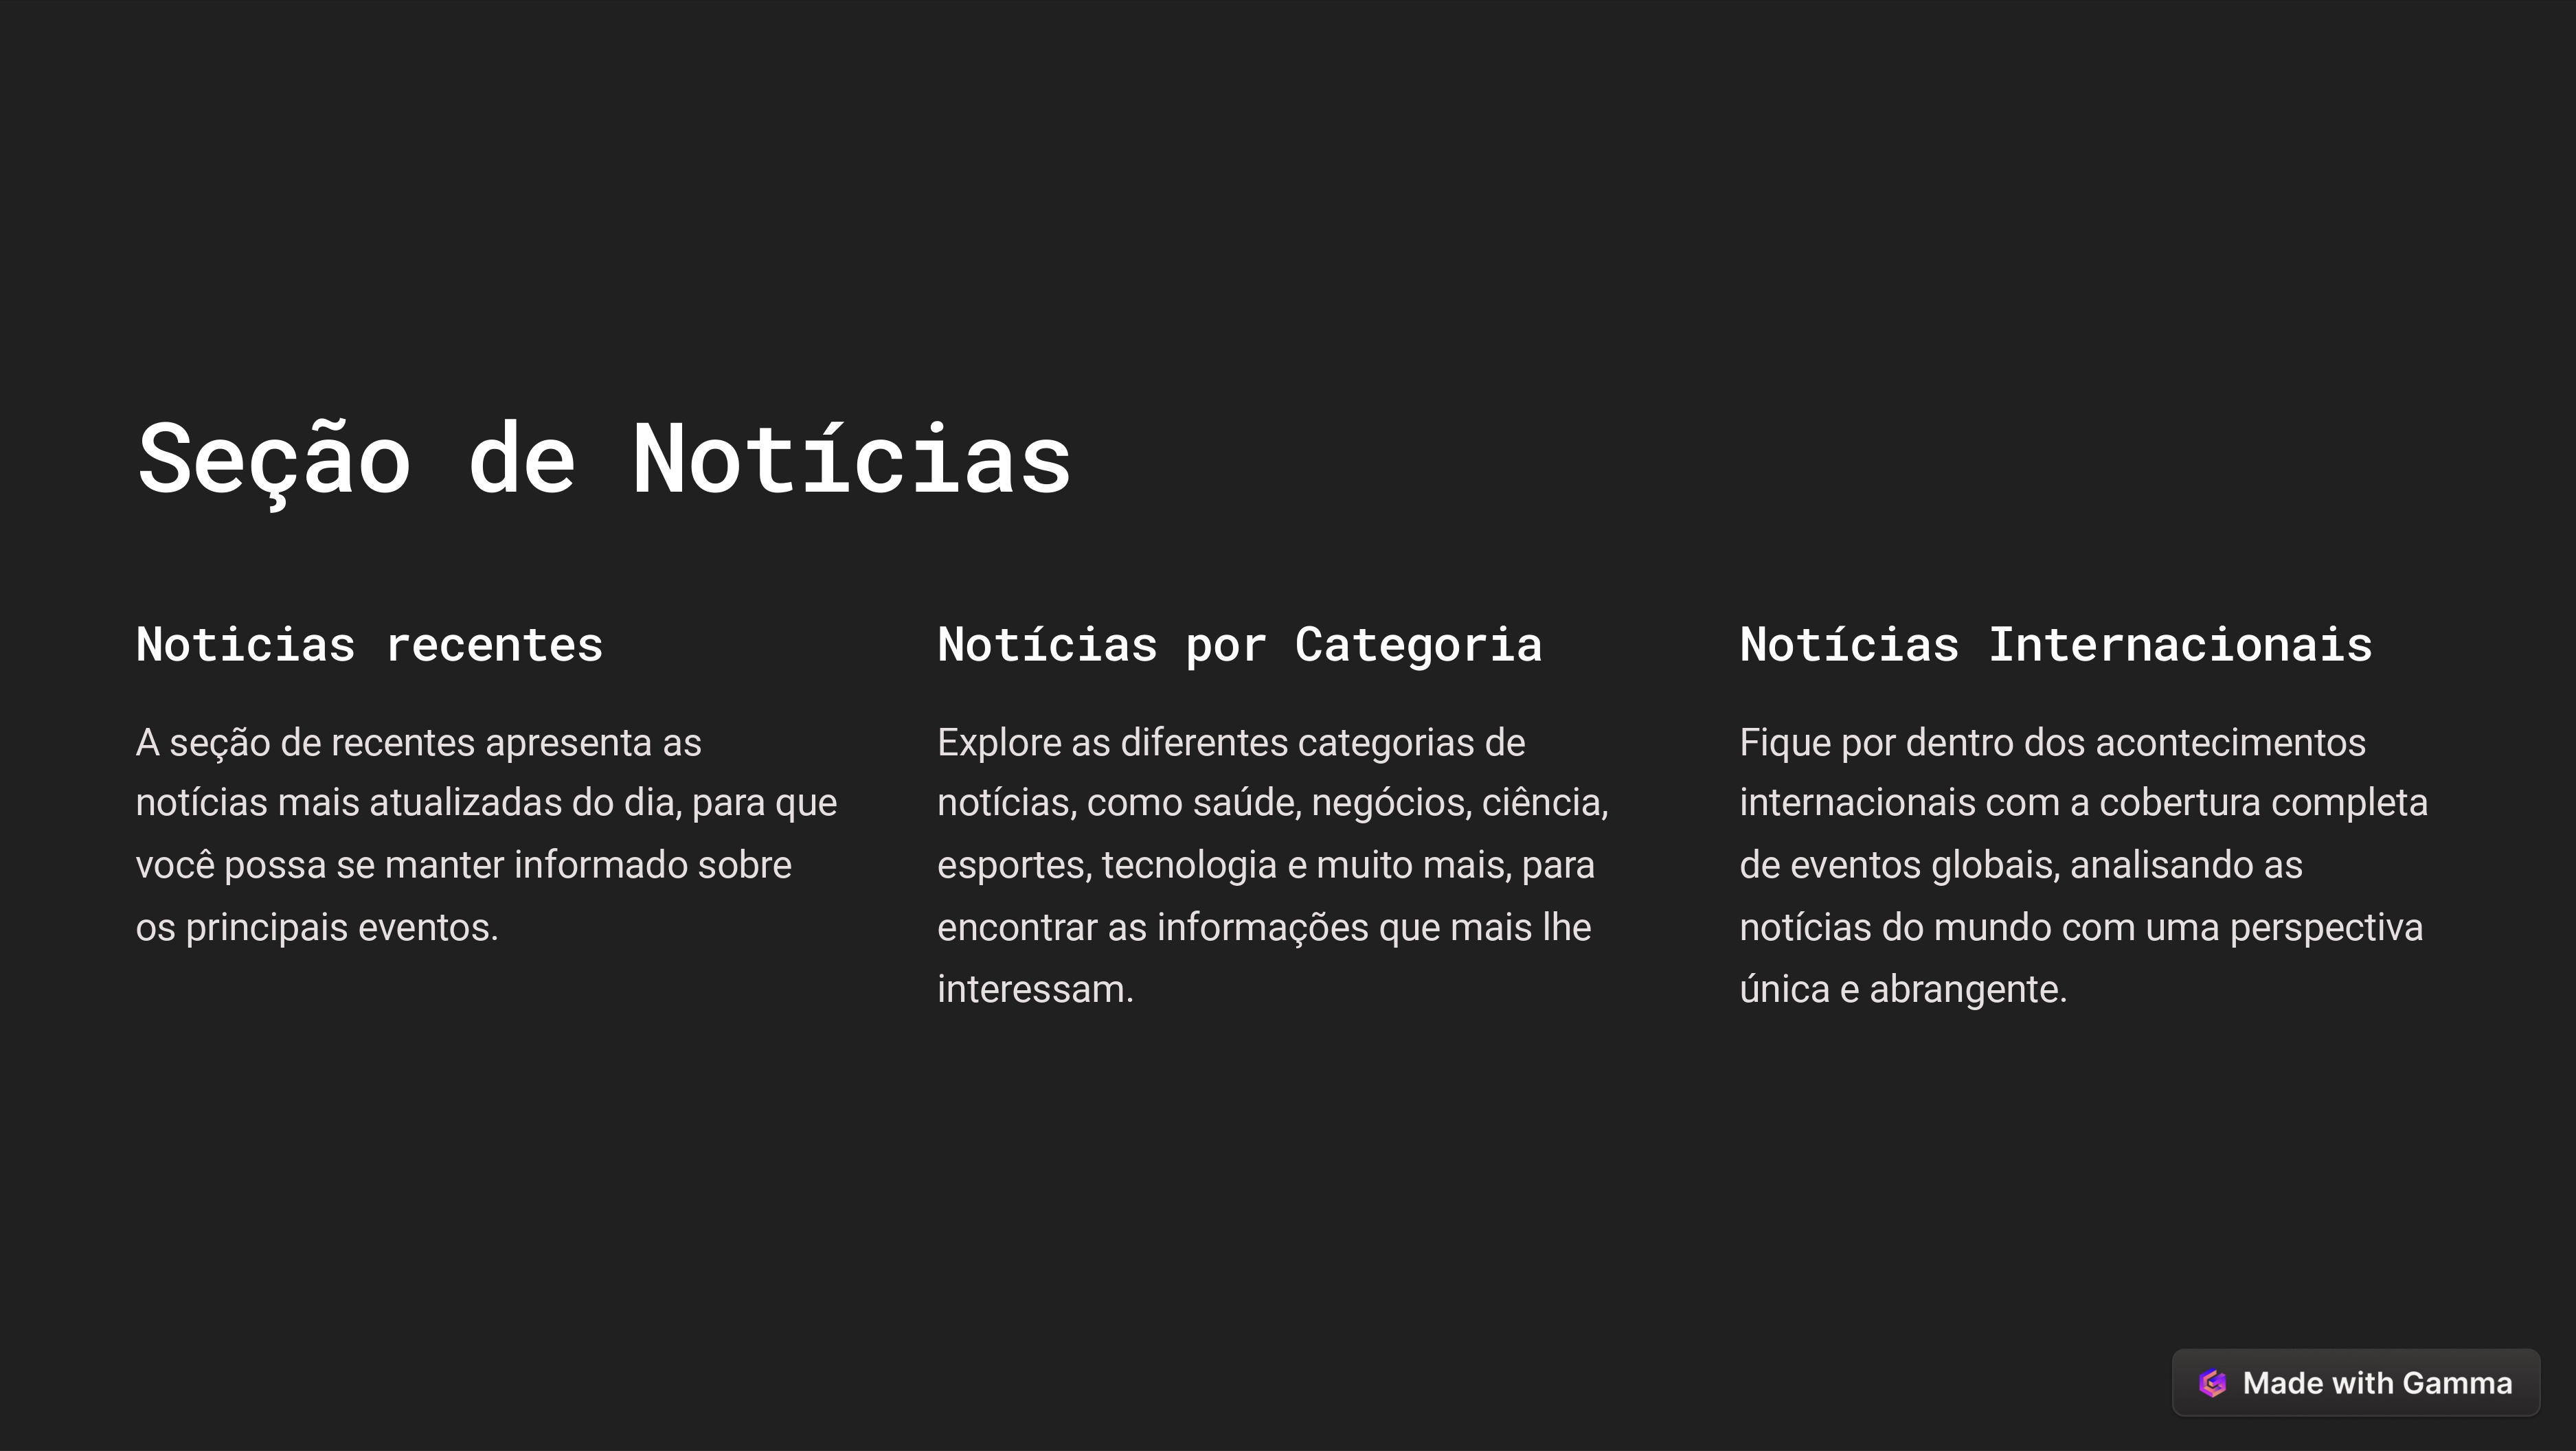 Seção de Notícias
Noticias recentes
A seção de recentes apresenta as
notícias mais atualizadas do dia, para que
você possa se manter informado sobre
os principais eventos.
Notícias por Categoria
Explore as diferentes categorias de
notícias, como saúde, negócios, ciência,
esportes, tecnologia e muito mais, para
encontrar as informações que mais lhe
interessam.
Notícias Internacionais
Fique por dentro dos acontecimentos
internacionais com a cobertura completa
de eventos globais, analisando as
notícias do mundo com uma perspectiva
única e abrangente.
Made with Gamma